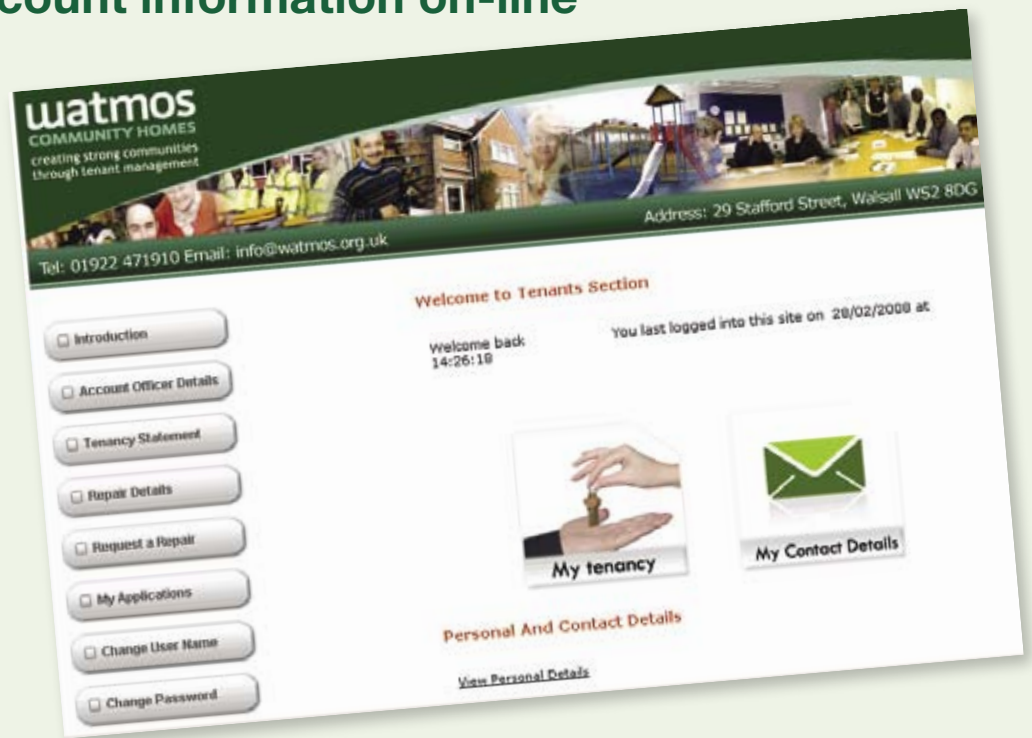 count information on-line
watmos
COMMUNITY HOMES
creating strong communities
through tenant management
Tel: 01922 471910 Email: info@watmos.org.uk
Address: 29 Stafford Street, Walsall WS2 8DG
Introduction
Account Officer Details
Tenancy Statement
Repair Details
Request a Repair
My Applications
Change User Name
Change Password
Welcome to Tenants Section
Welcome back You last logged into this site on 28/02/2008 at
14:26:18
My tenancy
My Contact Details
Personal And Contact Details
View Personal Details